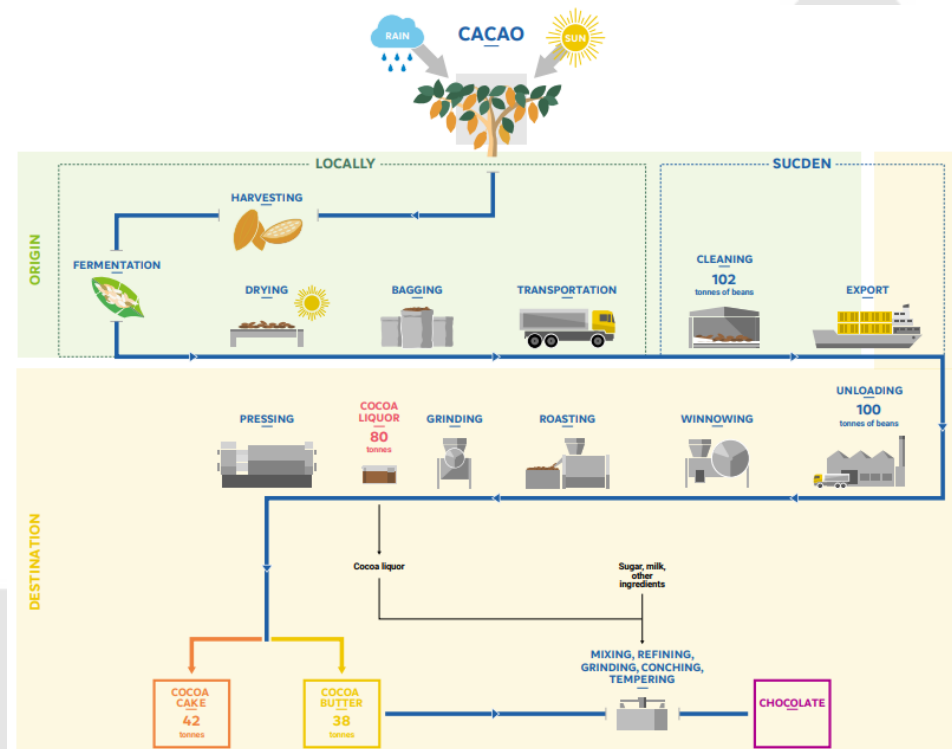 RAIN
CACAO
SUN
LOCALLY
SUCDEN
ORIGIN
HARVESTING
FERMENTATION
DRYING
BAGGING
TRANSPORTATION
CLEANING
102
tonnes of beans
EXPORT
DESTINATION
PRESSING
COCOA
LIQUOR
80
tonnes
GRINDING
ROASTING
WINNOWING
UNLOADING
100
tonnes of beans
Cocoa liquor
Sugar, milk,
other
ingredients
MIXING, REFINING,
GRINDING, CONCHING,
TEMPERING
COCOA
CAKE
42
tonnes
COCOA
BUTTER
38
tonnes
CHOCOLATE